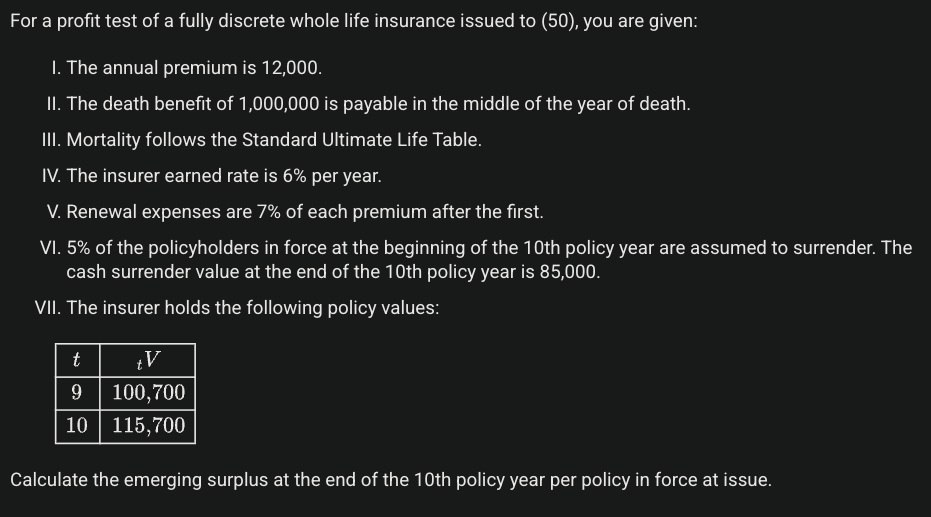 For a profit test of a fully discrete whole life insurance issued to (50), you are given:
I. The annual premium is 12,000.
II. The death benefit of 1,000,000 is payable in the middle of the year of death.
III. Mortality follows the Standard Ultimate Life Table.
IV. The insurer earned rate is 6% per year.
V. Renewal expenses are 7% of each premium after the first.
VI. 5% of the policyholders in force at the beginning of the 10th policy year are assumed to surrender. The
cash surrender value at the end of the 10th policy year is 85,000.
VII. The insurer holds the following policy values:
t ₜV
9 100,700
10 115,700
Calculate the emerging surplus at the end of the 10th policy year per policy in force at issue.